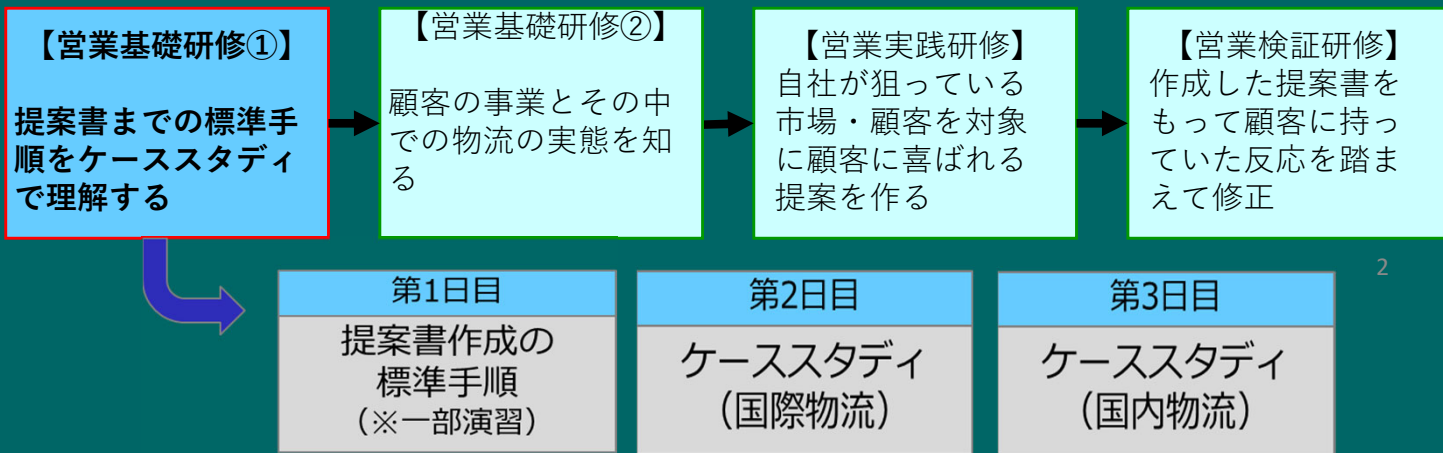 【営業基礎研修①】
提案書までの標準手
順をケーススタディ
で理解する
【営業基礎研修②】
顧客の事業とその中
での物流の実態を知
る
【営業実践研修】
自社が狙っている
市場・顧客を対象
に顧客に喜ばれる
提案を作る
【営業検証研修】
作成した提案書を
もって顧客に持っ
ていた反応を踏ま
えて修正
2
第1日目
提案書作成の
標準手順
（※一部演習）
第2日目
ケーススタディ
（国際物流）
第3日目
ケーススタディ
（国内物流）